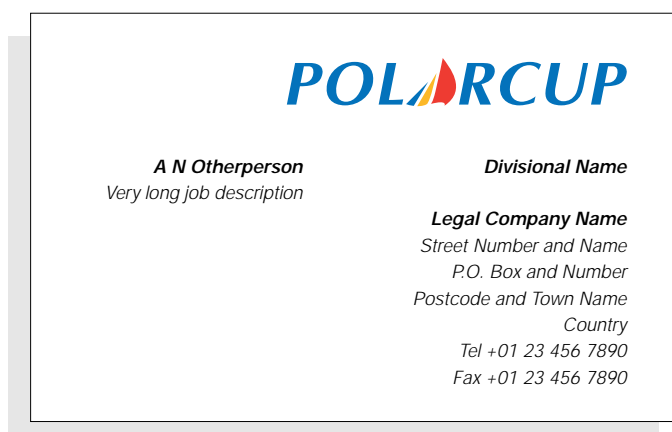 POLARCUP
A N Otherperson
Very long job description
Divisional Name
Legal Company Name
Street Number and Name
P.O. Box and Number
Postcode and Town Name
Country
Tel +01 23 456 7890
Fax +01 23 456 7890